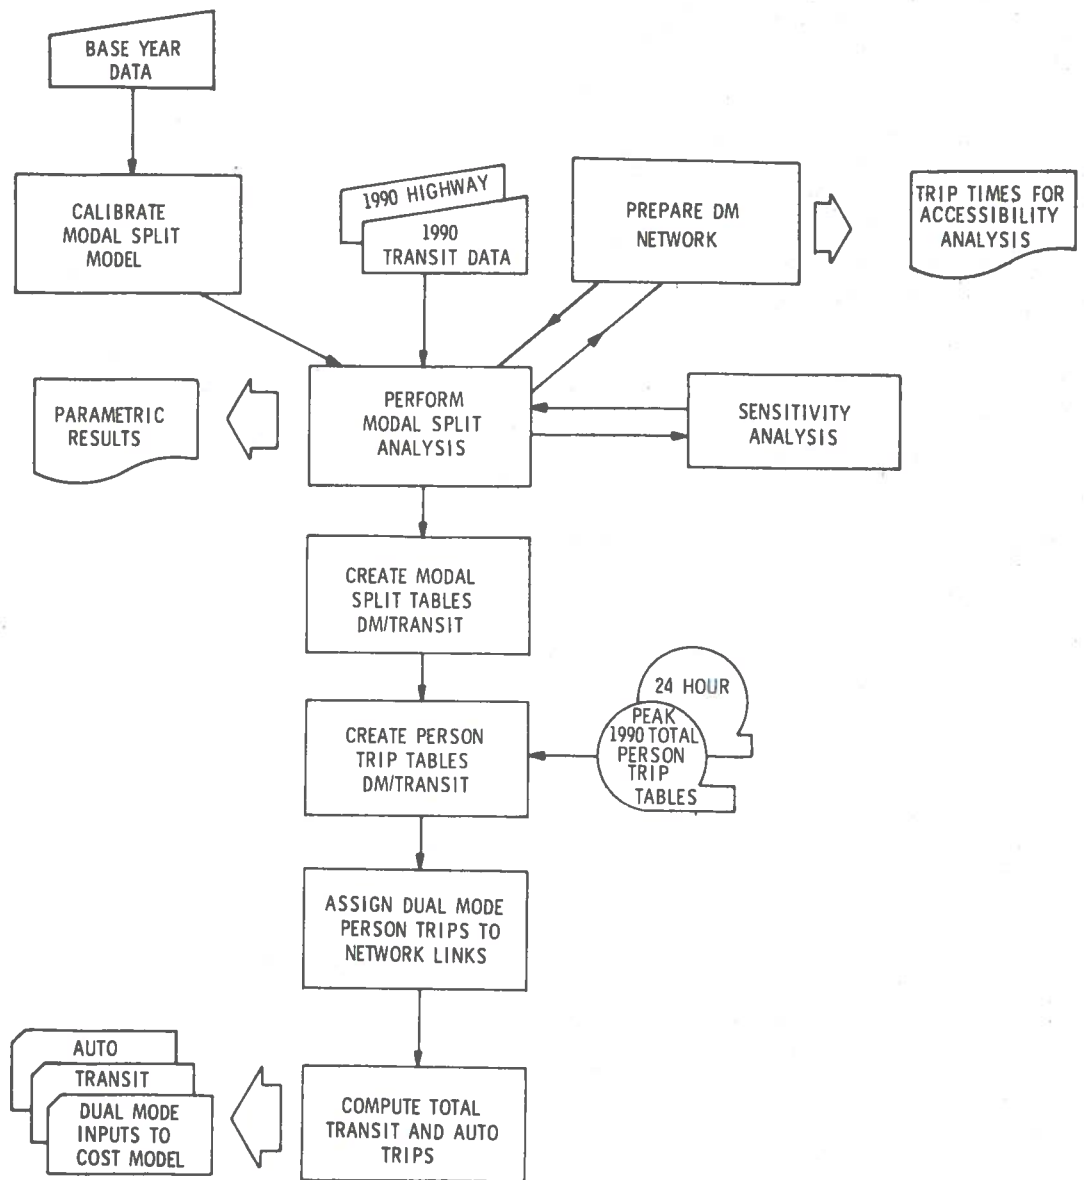 BASE YEAR
DATA
CALIBRATE
MODAL SPLIT
MODEL
1990 HIGHWAY
1990
TRANSIT DATA
PREPARE DM
NETWORK
TRIP TIMES FOR
ACCESSIBILITY
ANALYSIS
PARAMETRIC
RESULTS
PERFORM
MODAL SPLIT
ANALYSIS
SENSITIVITY
ANALYSIS
CREATE MODAL
SPLIT TABLES
DM/TRANSIT
CREATE PERSON
TRIP TABLES
DM/TRANSIT
24 HOUR
PEAK
1990 TOTAL
PERSON
TRIP
TABLES
ASSIGN DUAL MODE
PERSON TRIPS TO
NETWORK LINKS
AUTO
TRANSIT
DUAL MODE
INPUTS TO
COST MODEL
COMPUTE TOTAL
TRANSIT AND AUTO
TRIPS